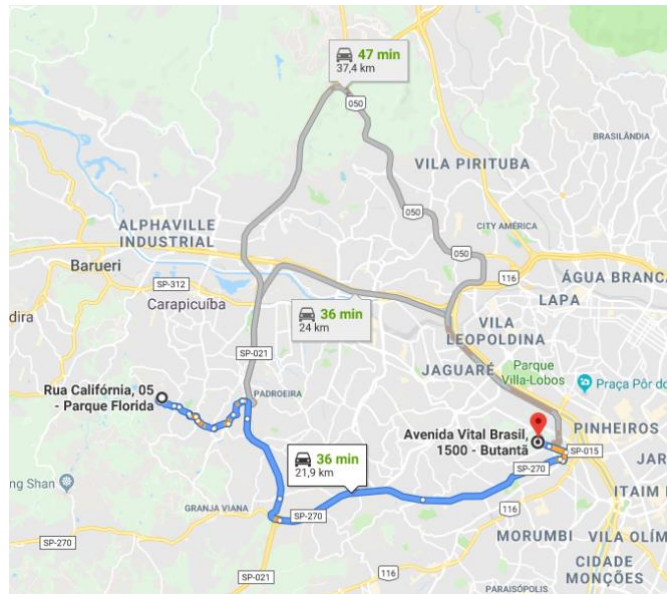 47 min
37,4 km
050
BRASILÂNDIA
VILA PIRITUBA
050
ALPHAVILLE
INDUSTRIAL
CITY AMÉRICA
050
Barueri
116
ÁGUA BRANCA
SP-312
Carapicuíba
LAPA
dira
36 min
24 km
VILA
LEOPOLDINA
SP-021
JAGUARÉ
Parque
Villa-Lobos
Praça Pôr do
Rua Califórnia, 05
- Parque Florida
PADROEIRA
Avenida Vital Brasil,
1500 - Butantã
PINHEIROS
SP-015
JAR
36 min
21,9 km
SP-270
ng Shan
ITAIM
GRANJA VIANA
SP-270
116
SP-270
MORUMBI
VILA OLÍM
SP-021
CIDADE
MONÇÕES
PARAISÓPOLIS